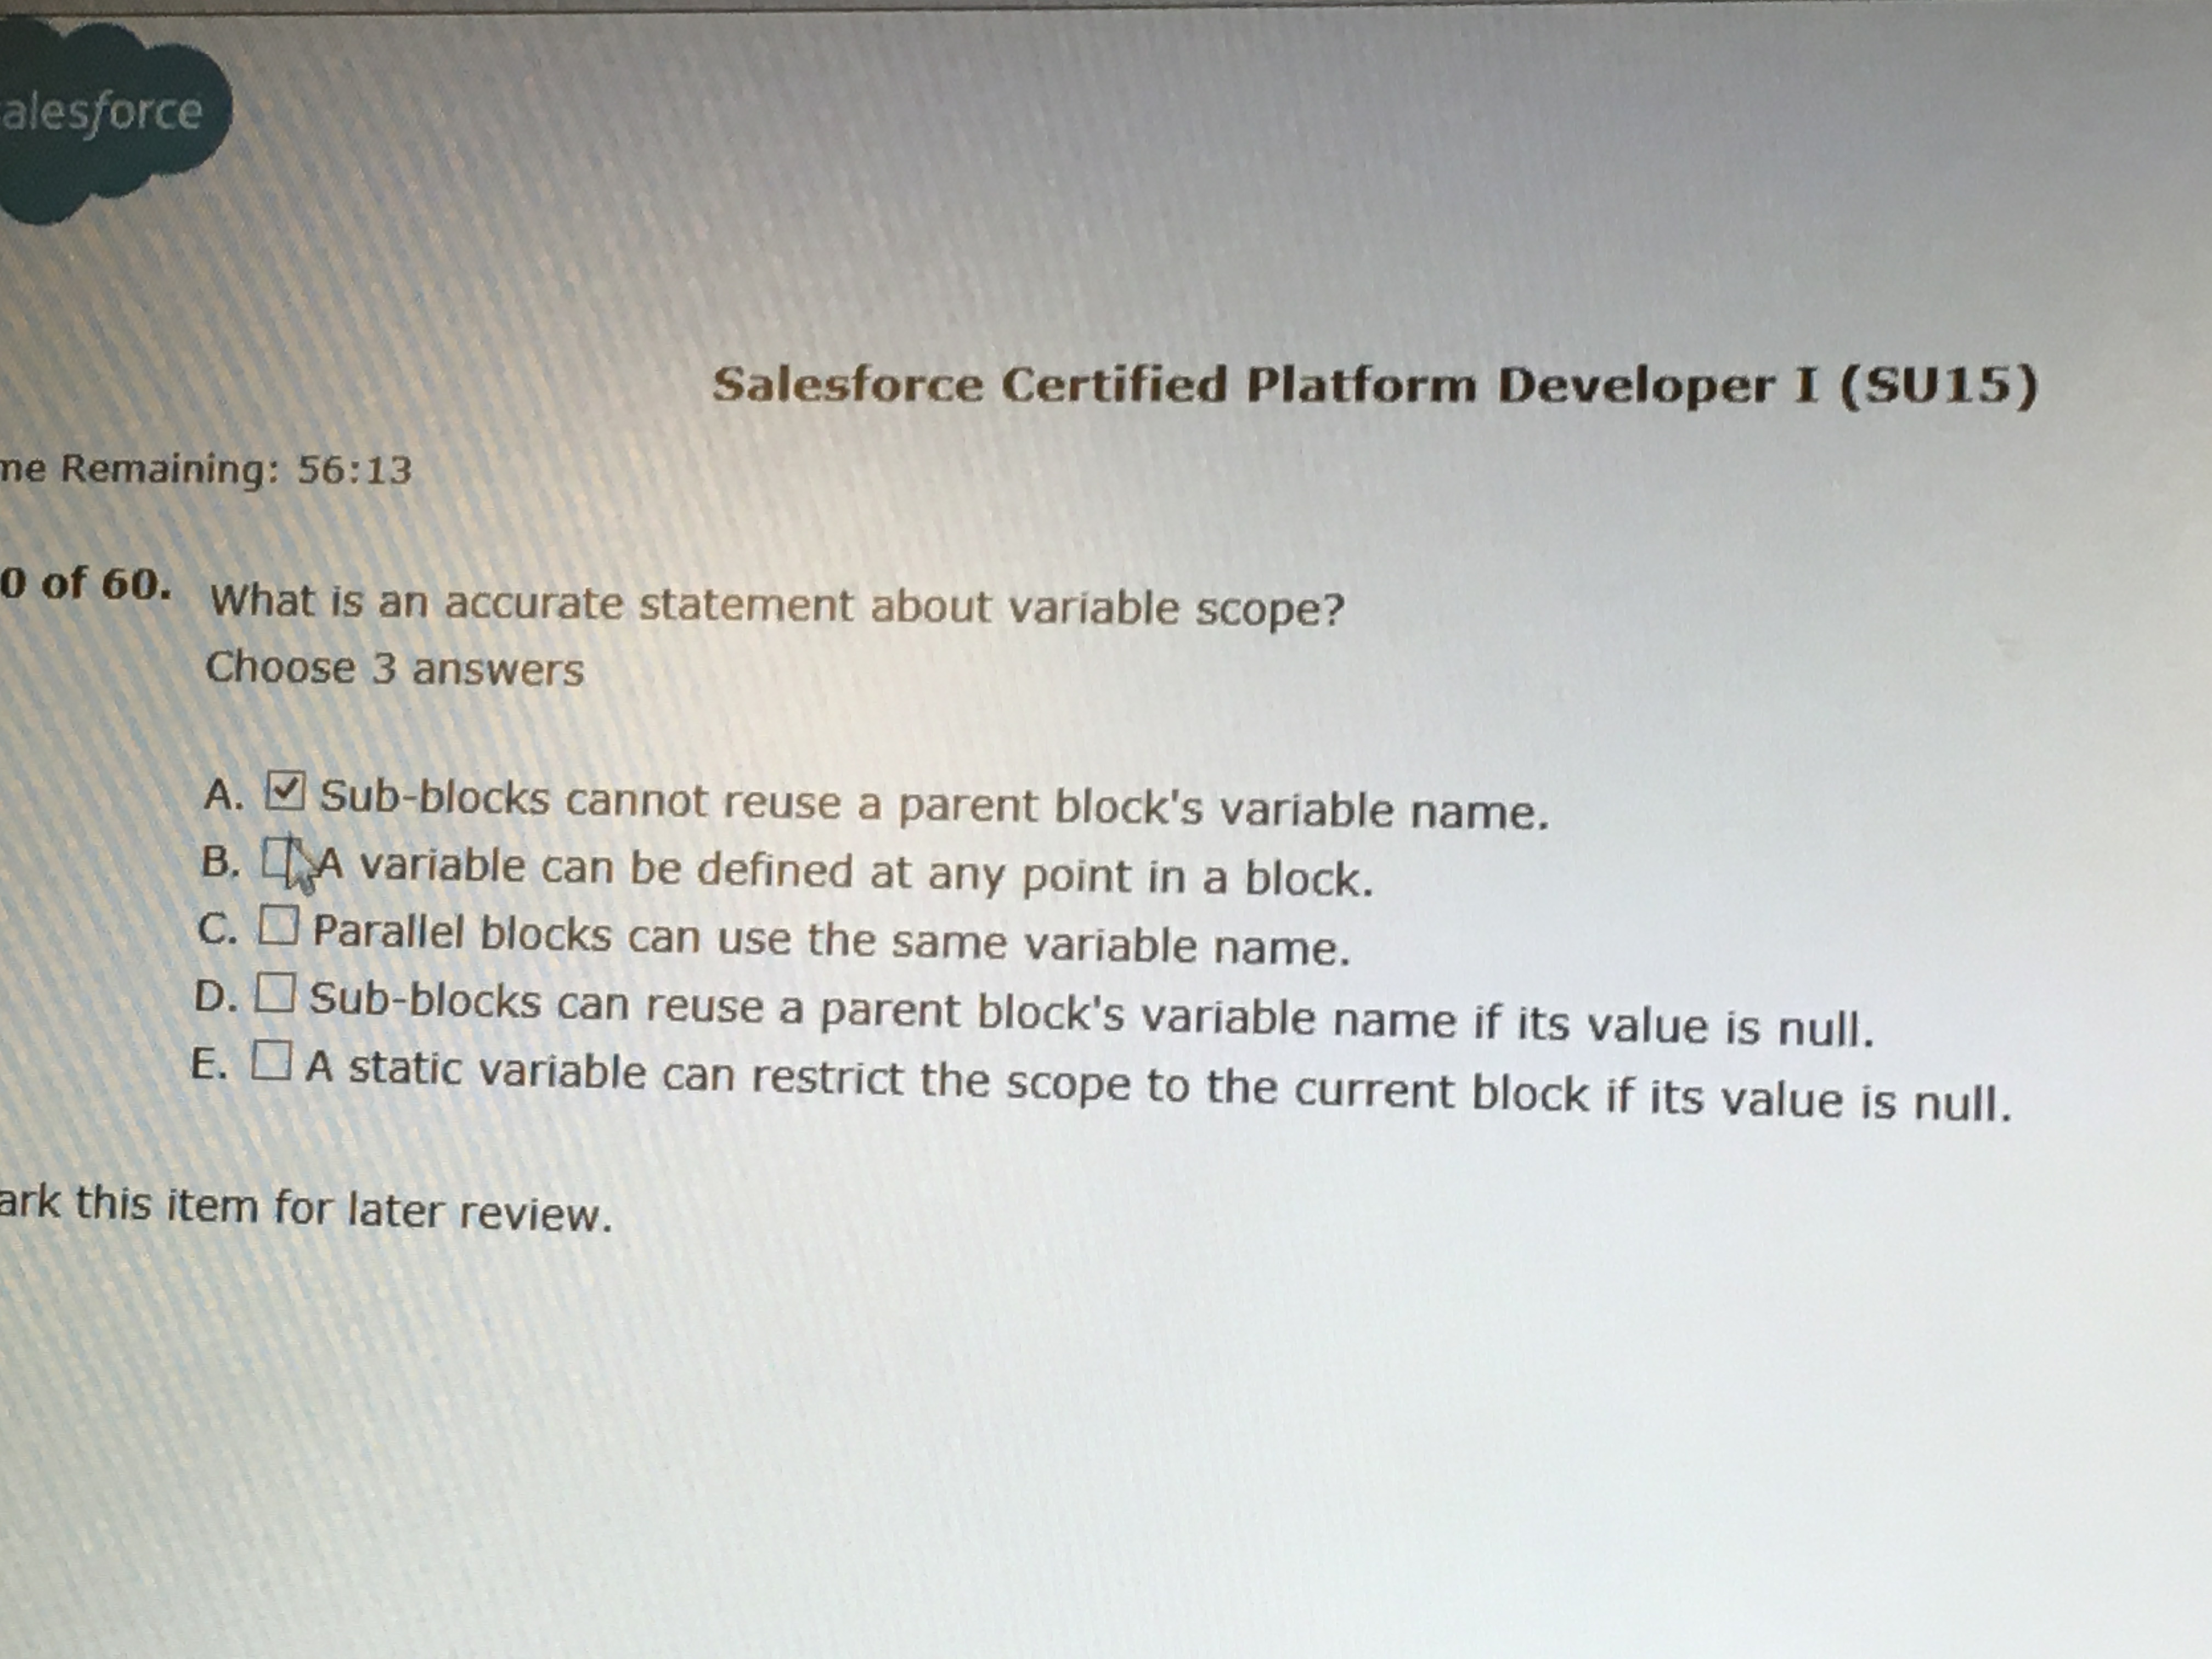 alesforce
Salesforce Certified Platform Developer I (SU15)
me Remaining: 56:13
0 of 60. What is an accurate statement about variable scope?
Choose 3 answers
A. Sub-blocks cannot reuse a parent block's variable name.
B. A variable can be defined at any point in a block.
C. Parallel blocks can use the same variable name.
D. Sub-blocks can reuse a parent block's variable name if its value is null.
E. A static variable can restrict the scope to the current block if its value is null.
ark this item for later review.